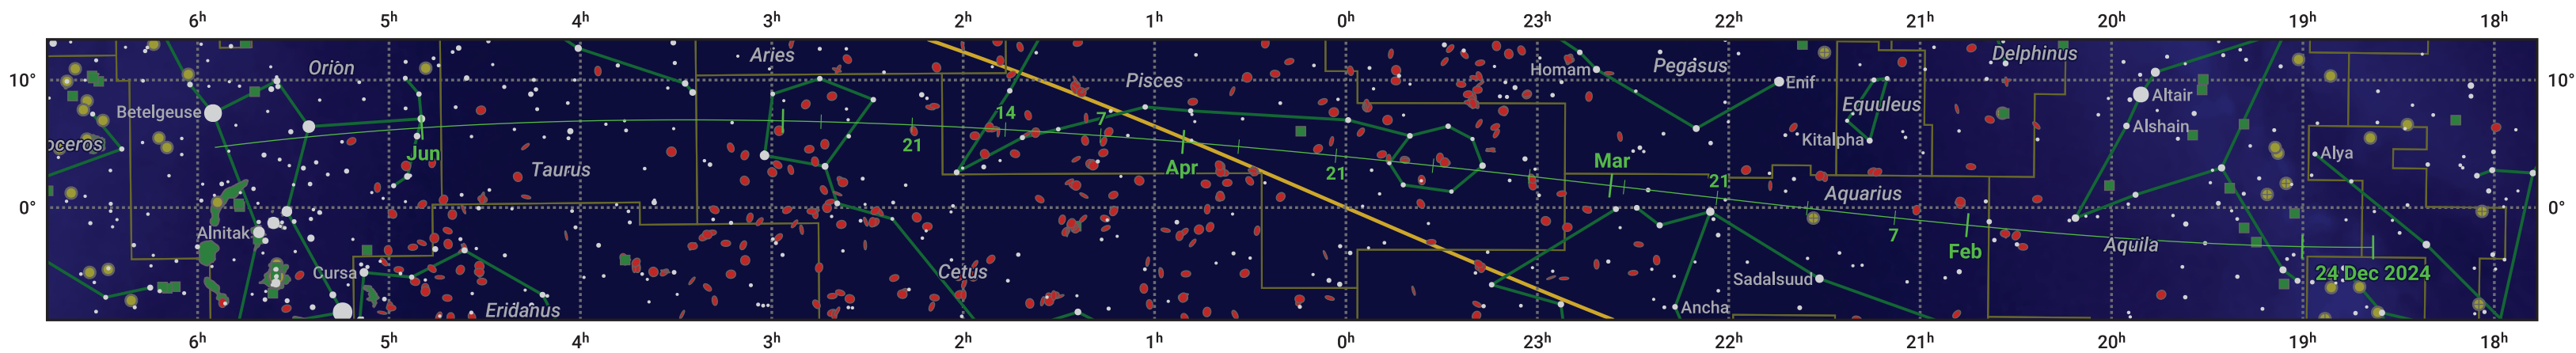 6h 5h 4h 3h 2h 1h 0h 23h 22h 21h 20h 19h 18h
Orion Aries Pisces Homam Pegasus Enif Delphinus
10° 10°
Betelgeuse 14 7 Equuleus Altair
oceros Jun 21 Apr 21 Mar Kitalpha Alshain Alya
Taurus 21 Aquarius
0° 0°
Alnitak 7 Feb Aquila
Cursa Cetus Sadalsuud 24 Dec 2024
Eridanus Ancha
6h 5h 4h 3h 2h 1h 0h 23h 22h 21h 20h 19h 18h